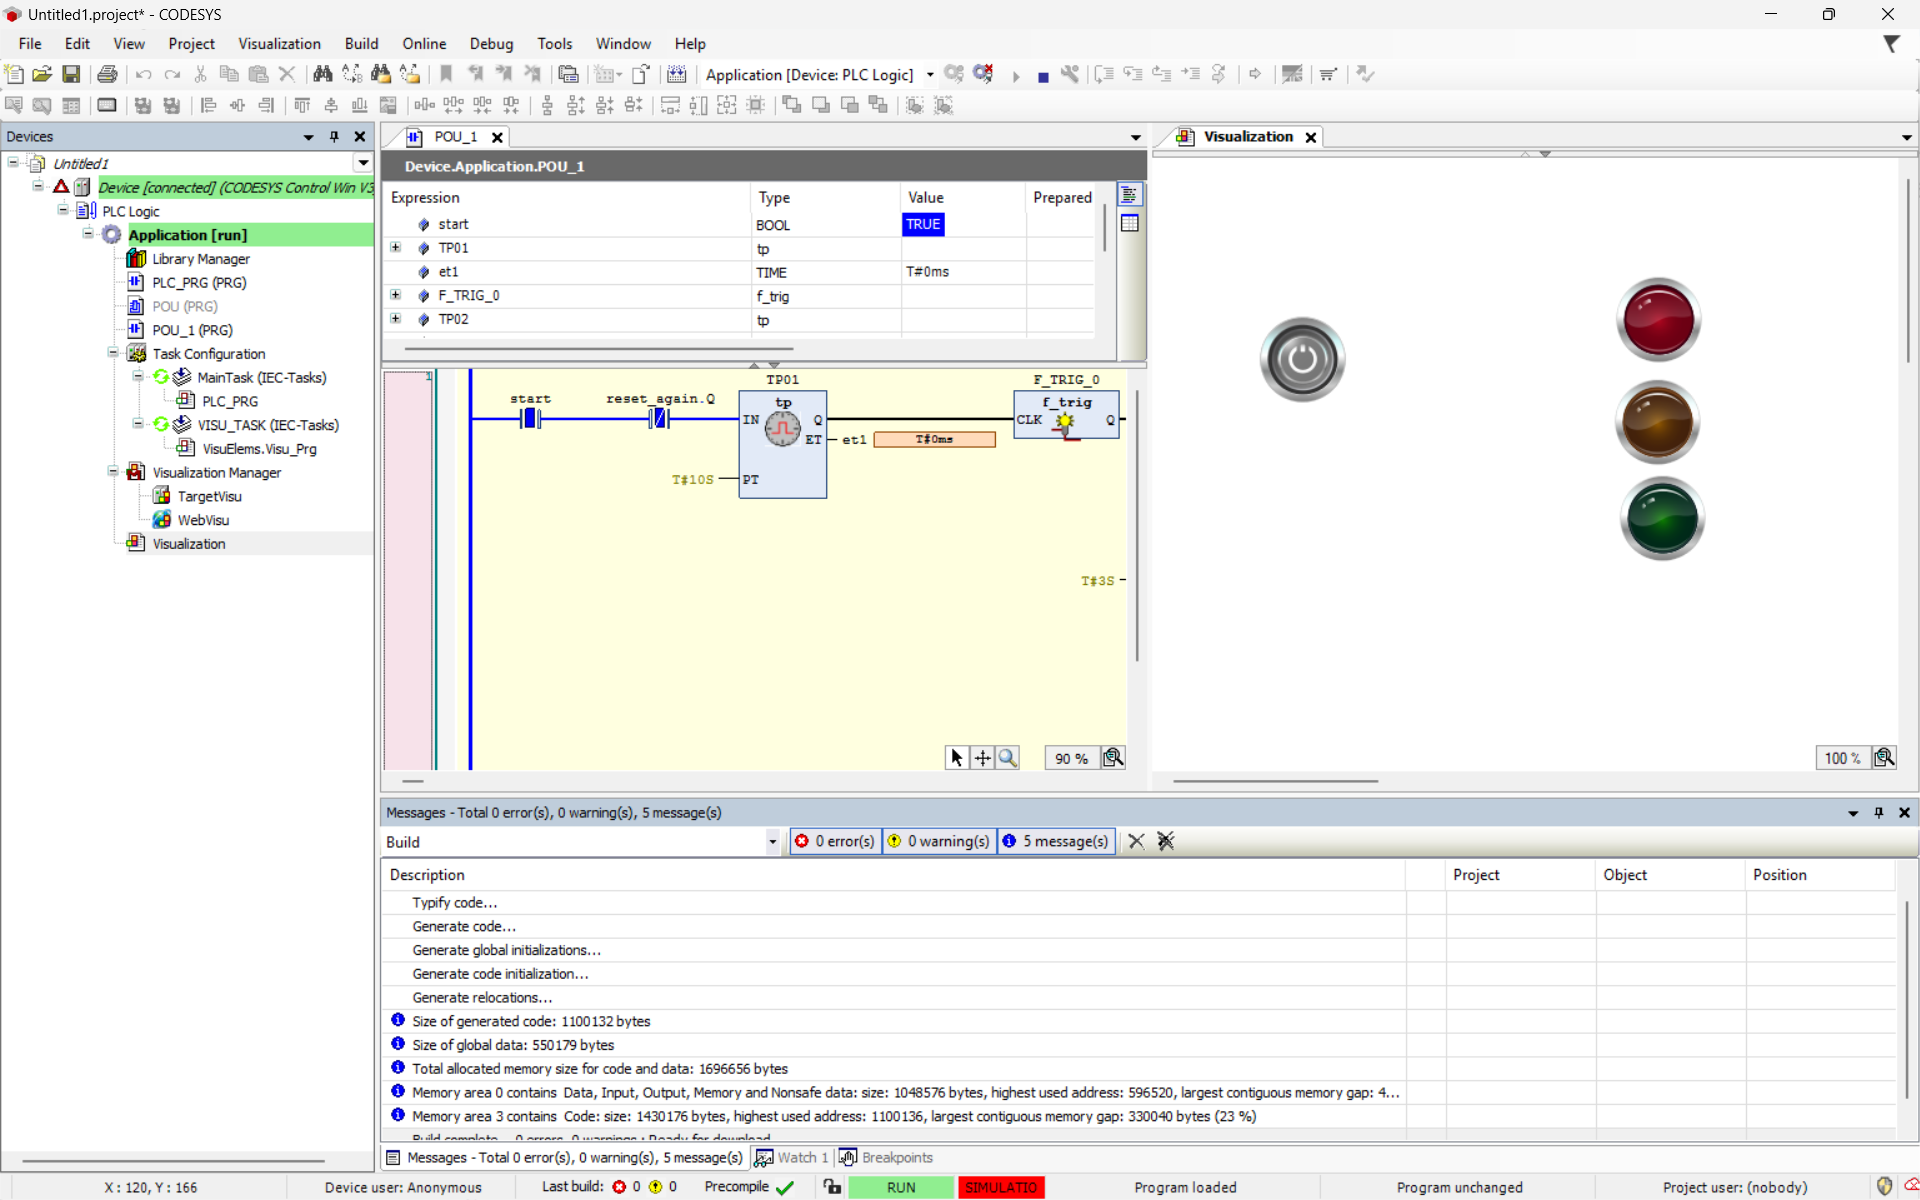 Untitled1.project* - CODESYS
File Edit View Project Visualization Build Online Debug Tools Window Help
Application [Device: PLC Logic]
Devices
Untitled1
Device [connected] (CODESYS Control Win V3
PLC Logic
Application [run]
Library Manager
PLC_PRG (PRG)
POU (PRG)
POU_1 (PRG)
Task Configuration
MainTask (IEC-Tasks)
PLC_PRG
VISU_TASK (IEC-Tasks)
VisuElems.Visu_Prg
Visualization Manager
TargetVisu
WebVisu
Visualization
POU_1
Device.Application.POU_1
Expression Type Value Prepared
start BOOL TRUE
TP01 tp
et1 TIME T#0ms
F_TRIG_0 f_trig
TP02 tp
1
TP01 F_TRIG_0
start reset_again.Q tp f_trig
IN Q CLK Q
ET et1 T#0ms
T#10S PT
T#3S
90 %
Visualization
100 %
Messages - Total 0 error(s), 0 warning(s), 5 message(s)
Build 0 error(s) 0 warning(s) 5 message(s)
Description Project Object Position
Typify code...
Generate code...
Generate global initializations...
Generate code initialization...
Generate relocations...
Size of generated code: 1100132 bytes
Size of global data: 550179 bytes
Total allocated memory size for code and data: 1696656 bytes
Memory area 0 contains Data, Input, Output, Memory and Nonsafe data: size: 1048576 bytes, highest used address: 596520, largest contiguous memory gap: 4...
Memory area 3 contains Code: size: 1430176 bytes, highest used address: 1100136, largest contiguous memory gap: 330040 bytes (23 %)
Build complete -- 0 errors, 0 warnings : Ready for download
Messages - Total 0 error(s), 0 warning(s), 5 message(s) Watch 1 Breakpoints
X : 120, Y : 166 Device user: Anonymous Last build: 0 0 Precompile RUN SIMULATIO Program loaded Program unchanged Project user: (nobody)